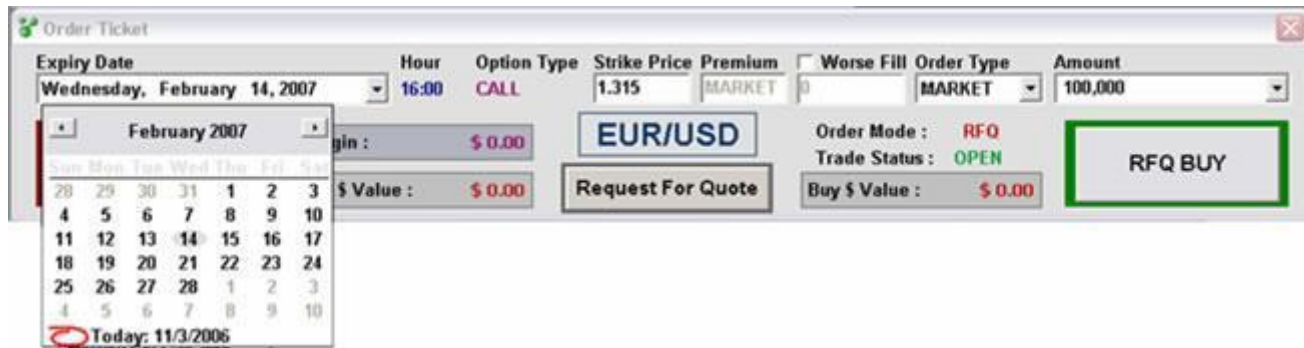 Order Ticket
Expiry Date Hour Option Type Strike Price Premium Worse Fill Order Type Amount
Wednesday, February 14, 2007 16:00 CALL 1.315 MARKET 0 MARKET 100,000
February 2007 gin : $ 0.00 EUR/USD Order Mode : RFQ
Trade Status : OPEN RFQ BUY
Sun Mon Tue Wed Thu Fri Sat
28 29 30 31 1 2 3 $ Value : $ 0.00 Request For Quote Buy $ Value : $ 0.00
4 5 6 7 8 9 10
11 12 13 14 15 16 17
18 19 20 21 22 23 24
25 26 27 28 1 2 3
4 5 6 7 8 9 10
Today: 11/3/2006